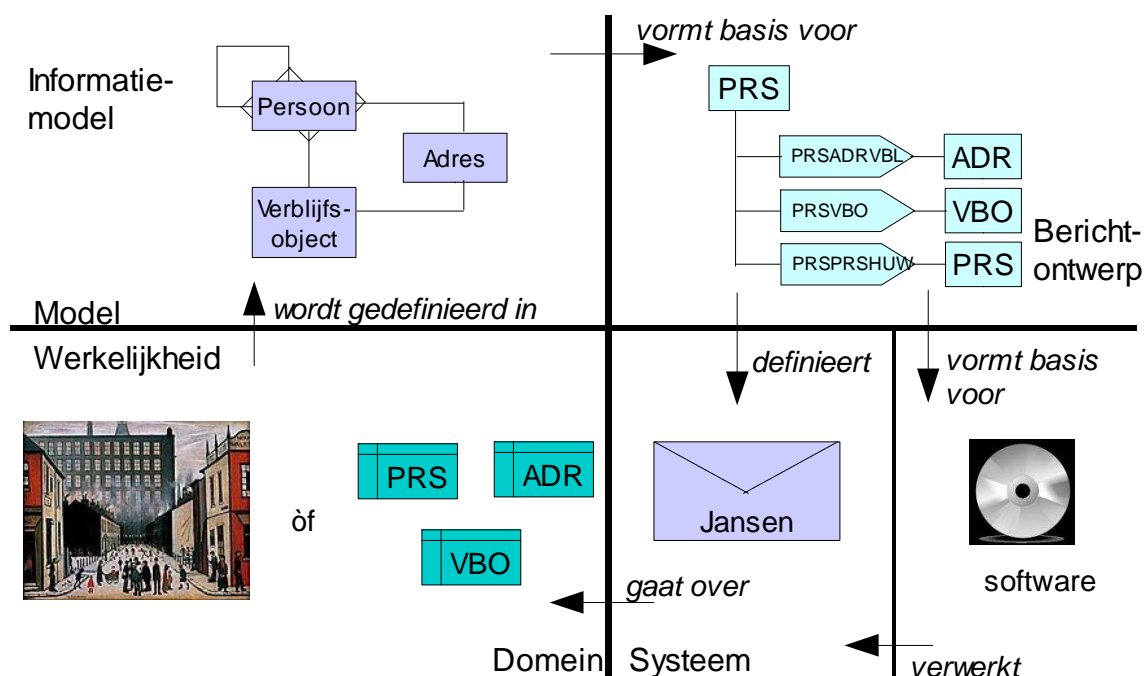 vormt basis voor
Informatie-
model
Persoon
Adres
Verblijfs-
object
PRS
PRSADRVBL
ADR
PRSVBO
VBO
PRSPRSHUW
PRS
Bericht-
ontwerp
Model
wordt gedefinieerd in
Werkelijkheid
definieert
vormt basis
voor
PRS
ADR
òf
VBO
Jansen
software
gaat over
Domein
Systeem
verwerkt